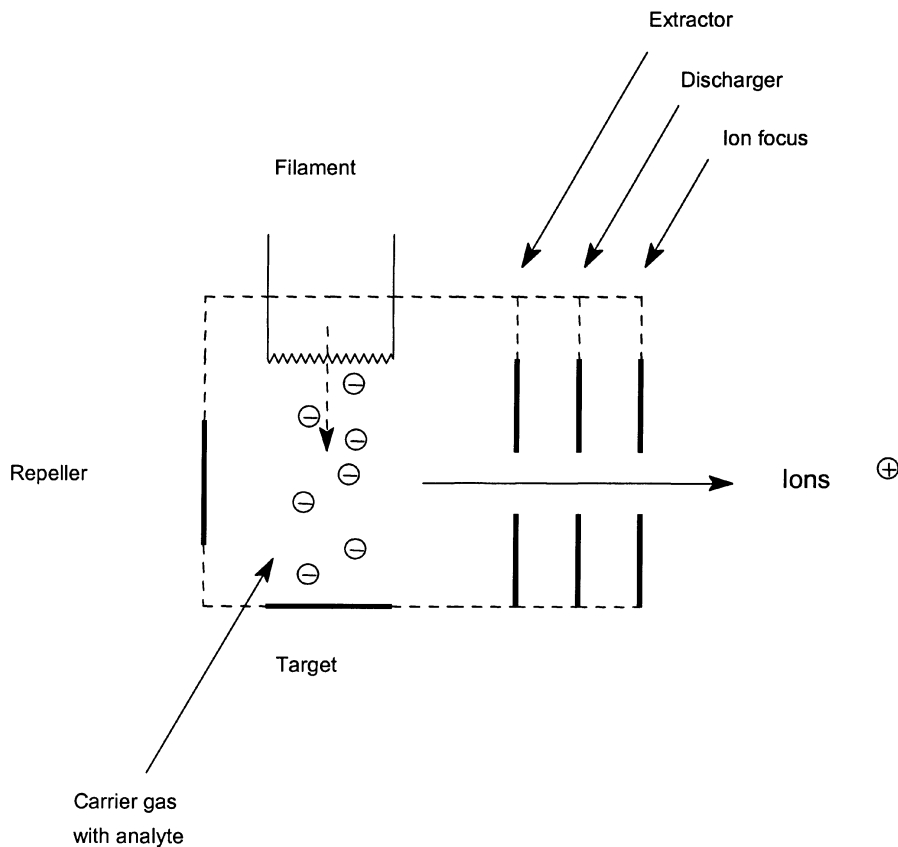 Extractor
Discharger
Ion focus
Filament
Repeller
Ions
Target
Carrier gas
with analyte